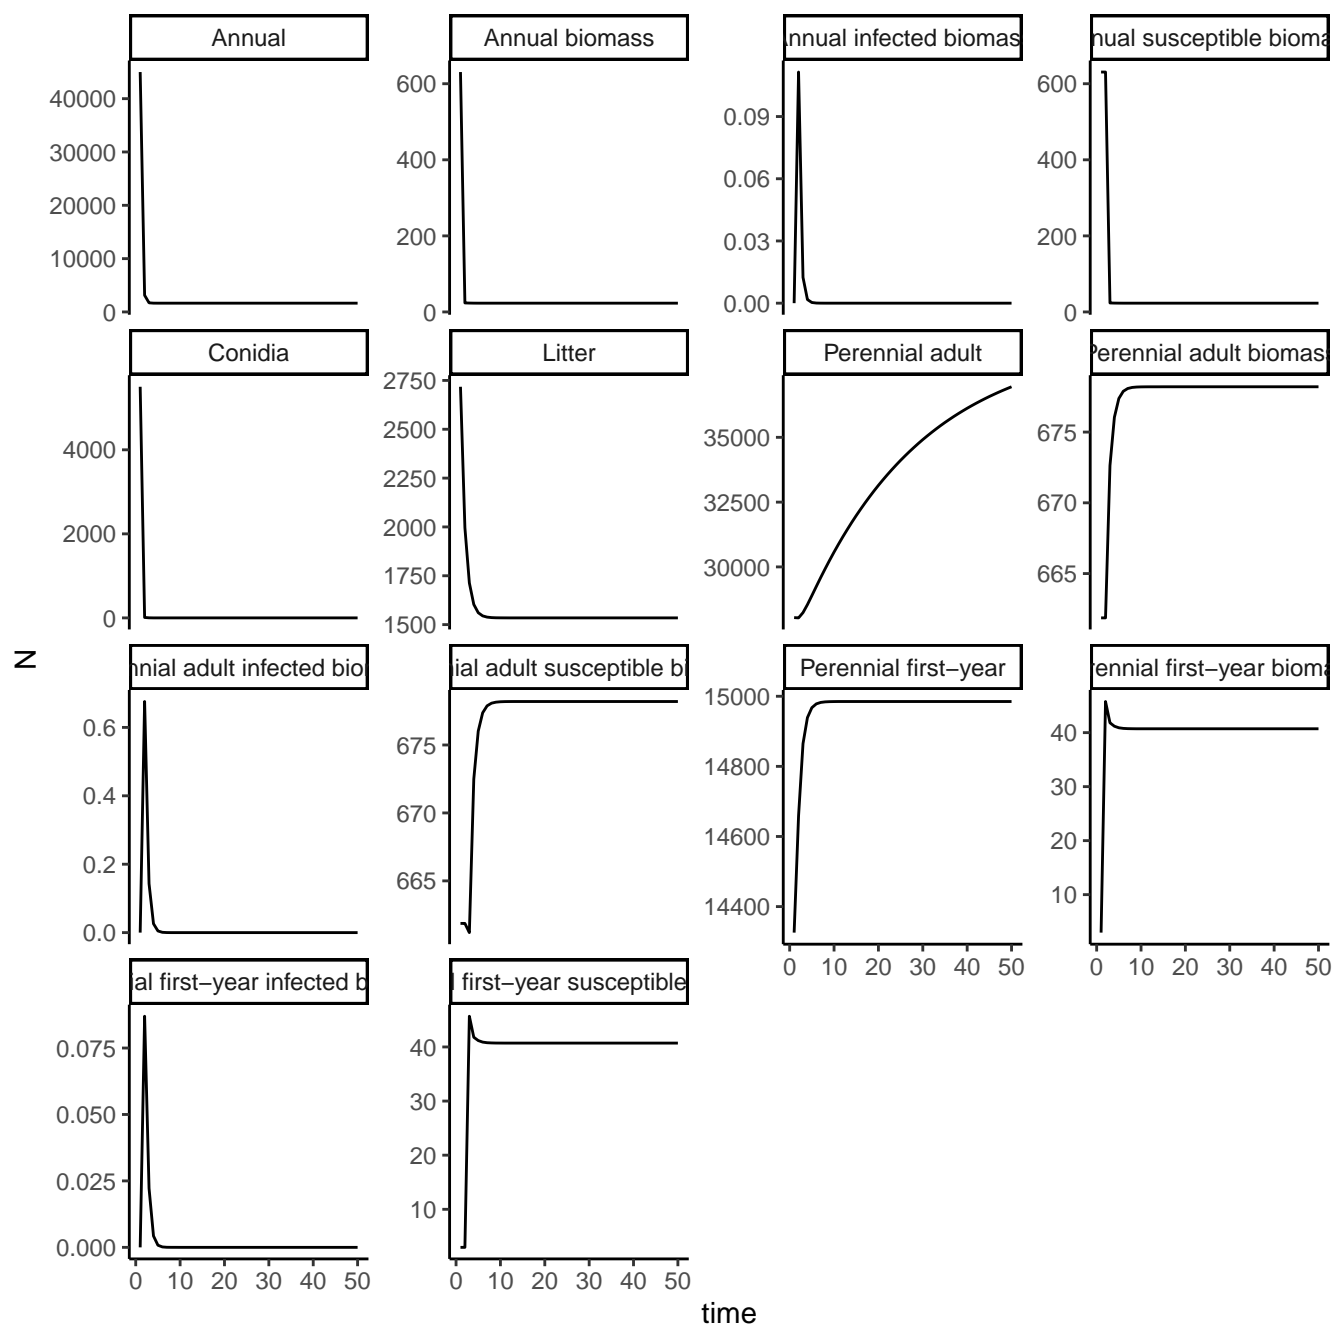 Annual
Annual biomass
nnual infected biomas
nual susceptible bioma
40000
30000
20000
10000
0
600
400
200
0
0.09
0.06
0.03
0.00
600
400
200
0
Conidia
Litter
Perennial adult
Perennial adult biomass
4000
2000
0
2750
2500
2250
2000
1750
1500
35000
32500
30000
675
670
665
N
nnial adult infected bion
ial adult susceptible bi
Perennial first−year
rennial first−year bioma
0.6
0.4
0.2
0.0
675
670
665
15000
14800
14600
14400
40
30
20
10
0 10 20 30 40 50
0 10 20 30 40 50
ial first−year infected b
l first−year susceptible
0.075
0.050
0.025
0.000
40
30
20
10
0 10 20 30 40 50
0 10 20 30 40 50
time